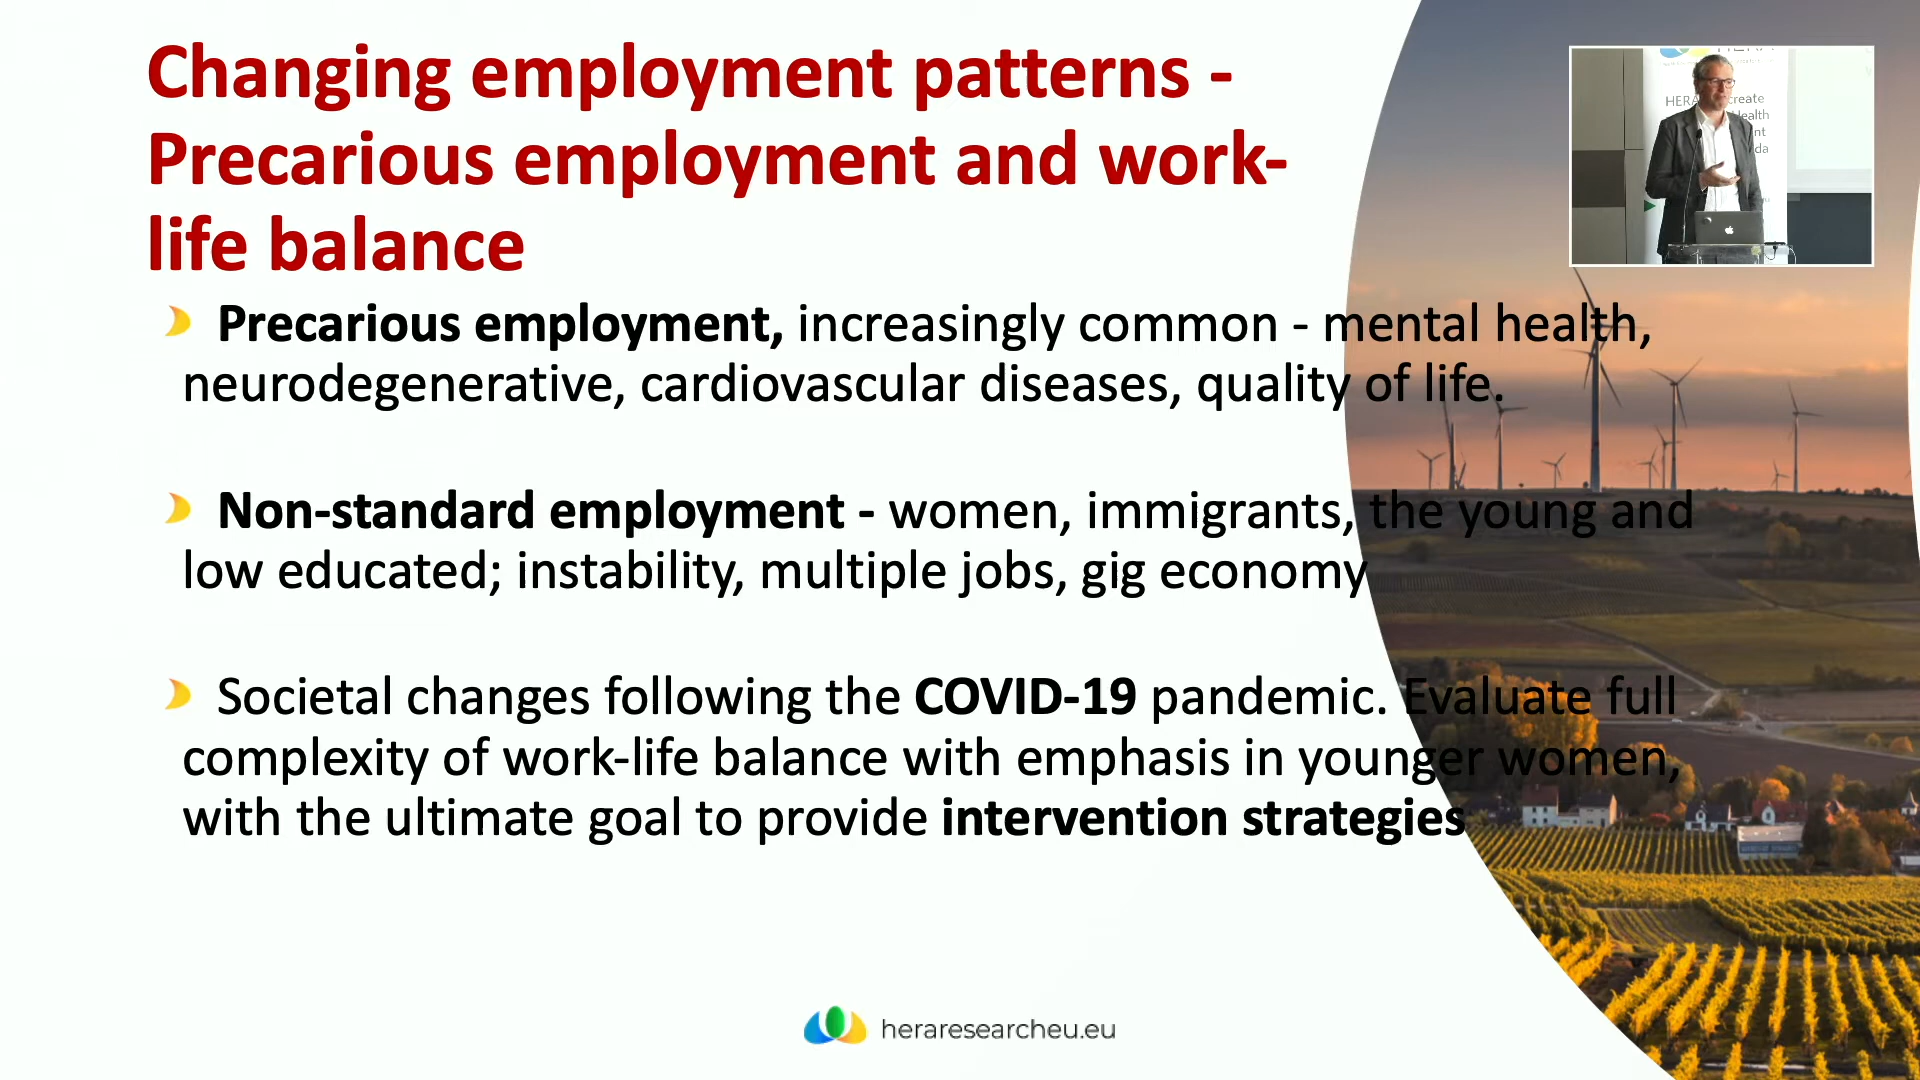 Changing employment patterns -
Precarious employment and work-
life balance
Precarious employment, increasingly common - mental health,
neurodegenerative, cardiovascular diseases, quality of life.
Non-standard employment - women, immigrants, the young and
low educated; instability, multiple jobs, gig economy
Societal changes following the COVID-19 pandemic. Evaluate full
complexity of work-life balance with emphasis in younger women,
with the ultimate goal to provide intervention strategies
heraresearcheu.eu
HERA
create